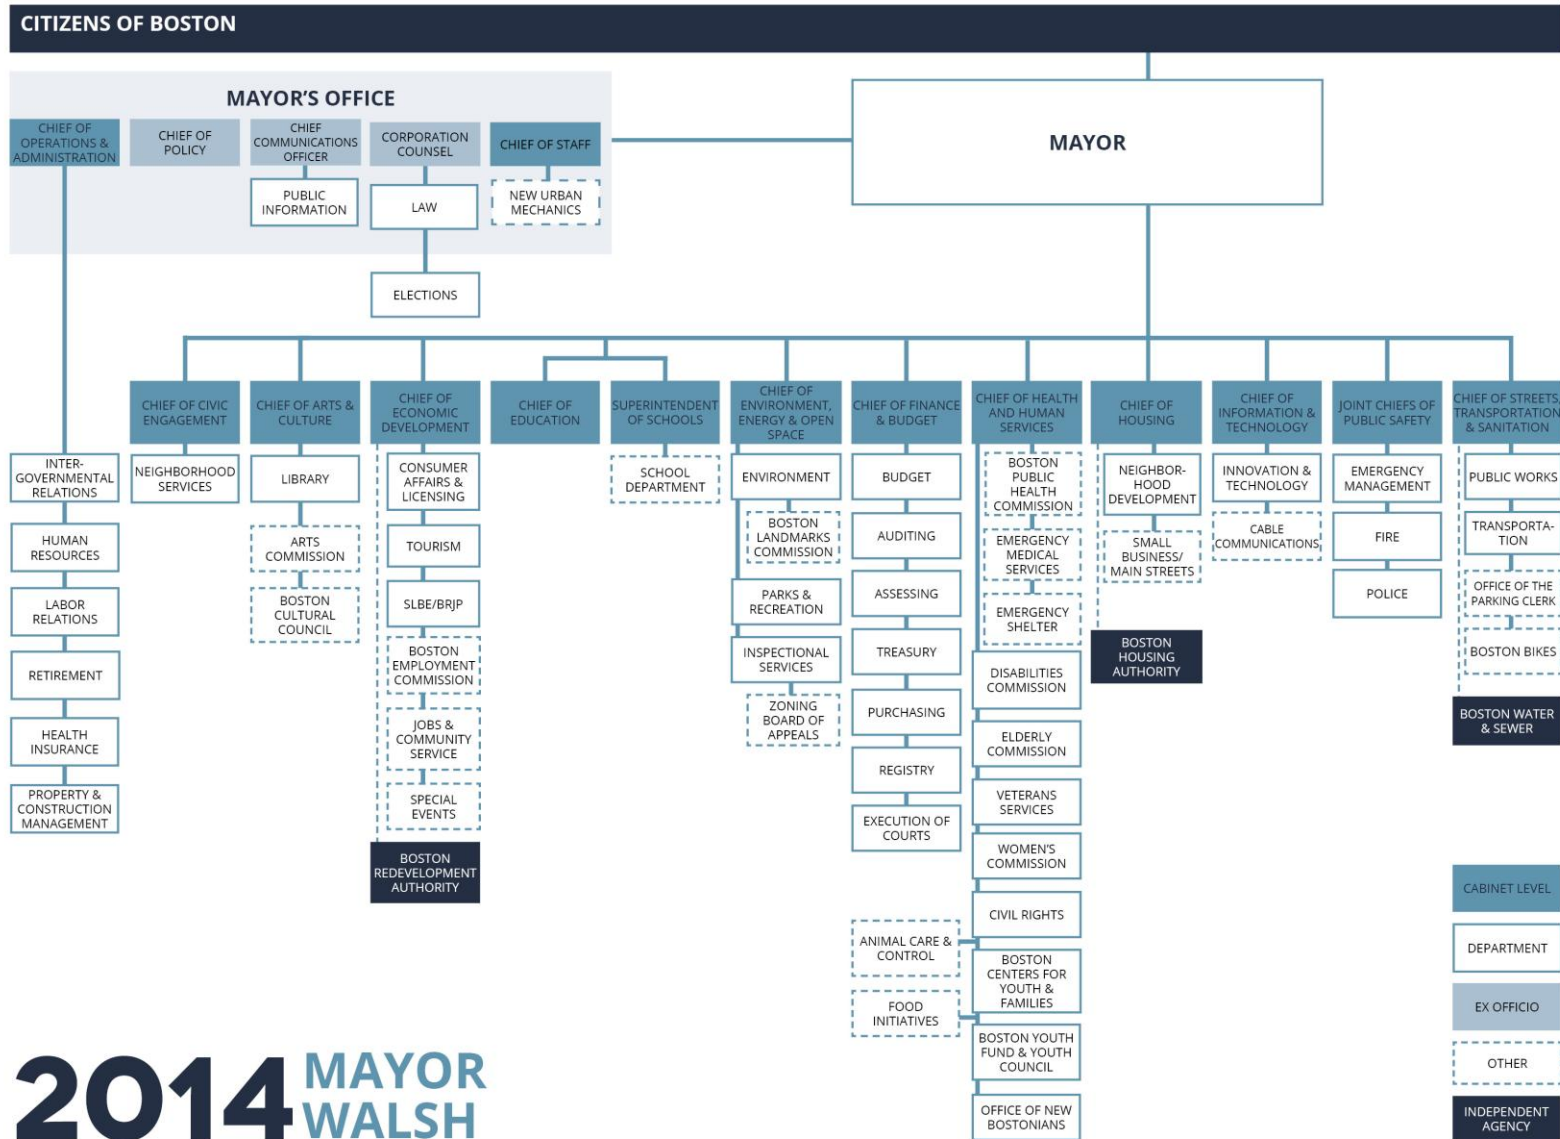 CITIZENS OF BOSTON
MAYOR'S OFFICE
CHIEF OF
OPERATIONS &
ADMINISTRATION
CHIEF OF
POLICY
CHIEF
COMMUNICATIONS
OFFICER
CORPORATION
COUNSEL
CHIEF OF STAFF
MAYOR
PUBLIC
INFORMATION
LAW
NEW URBAN
MECHANICS
ELECTIONS
CHIEF OF CIVIC
ENGAGEMENT
CHIEF OF ARTS &
CULTURE
CHIEF OF
ECONOMIC
DEVELOPMENT
CHIEF OF
EDUCATION
SUPERINTENDENT
OF SCHOOLS
CHIEF OF
ENVIRONMENT,
ENERGY & OPEN
SPACE
CHIEF OF FINANCE
& BUDGET
CHIEF OF HEALTH
AND HUMAN
SERVICES
CHIEF OF
HOUSING
CHIEF OF
INFORMATION &
TECHNOLOGY
JOINT CHIEFS OF
PUBLIC SAFETY
CHIEF OF STREETS,
TRANSPORTATION
& SANITATION
INTER-
GOVERNMENTAL
RELATIONS
HUMAN
RESOURCES
LABOR
RELATIONS
RETIREMENT
HEALTH
INSURANCE
PROPERTY &
CONSTRUCTION
MANAGEMENT
NEIGHBORHOOD
SERVICES
LIBRARY
ARTS
COMMISSION
BOSTON
CULTURAL
COUNCIL
CONSUMER
AFFAIRS &
LICENSING
TOURISM
SLBE/BRJP
BOSTON
EMPLOYMENT
COMMISSION
JOBS &
COMMUNITY
SERVICE
SPECIAL
EVENTS
BOSTON
REDEVELOPMENT
AUTHORITY
SCHOOL
DEPARTMENT
ENVIRONMENT
BOSTON
LANDMARKS
COMMISSION
PARKS &
RECREATION
INSPECTIONAL
SERVICES
ZONING
BOARD OF
APPEALS
BUDGET
AUDITING
ASSESSING
TREASURY
PURCHASING
REGISTRY
EXECUTION OF
COURTS
BOSTON
PUBLIC
HEALTH
COMMISSION
EMERGENCY
MEDICAL
SERVICES
EMERGENCY
SHELTER
DISABILITIES
COMMISSION
ELDERLY
COMMISSION
VETERANS
SERVICES
WOMEN'S
COMMISSION
CIVIL RIGHTS
ANIMAL CARE &
CONTROL
BOSTON
CENTERS FOR
YOUTH &
FAMILIES
FOOD
INITIATIVES
BOSTON YOUTH
FUND & YOUTH
COUNCIL
OFFICE OF NEW
BOSTONIANS
NEIGHBOR-
HOOD
DEVELOPMENT
SMALL
BUSINESS/
MAIN STREETS
BOSTON
HOUSING
AUTHORITY
INNOVATION &
TECHNOLOGY
CABLE
COMMUNICATIONS
EMERGENCY
MANAGEMENT
FIRE
POLICE
PUBLIC WORKS
TRANSPORTA-
TION
OFFICE OF THE
PARKING CLERK
BOSTON BIKES
BOSTON WATER
& SEWER
CABINET LEVEL
DEPARTMENT
EX OFFICIO
OTHER
INDEPENDENT
AGENCY
2014
MAYOR
WALSH